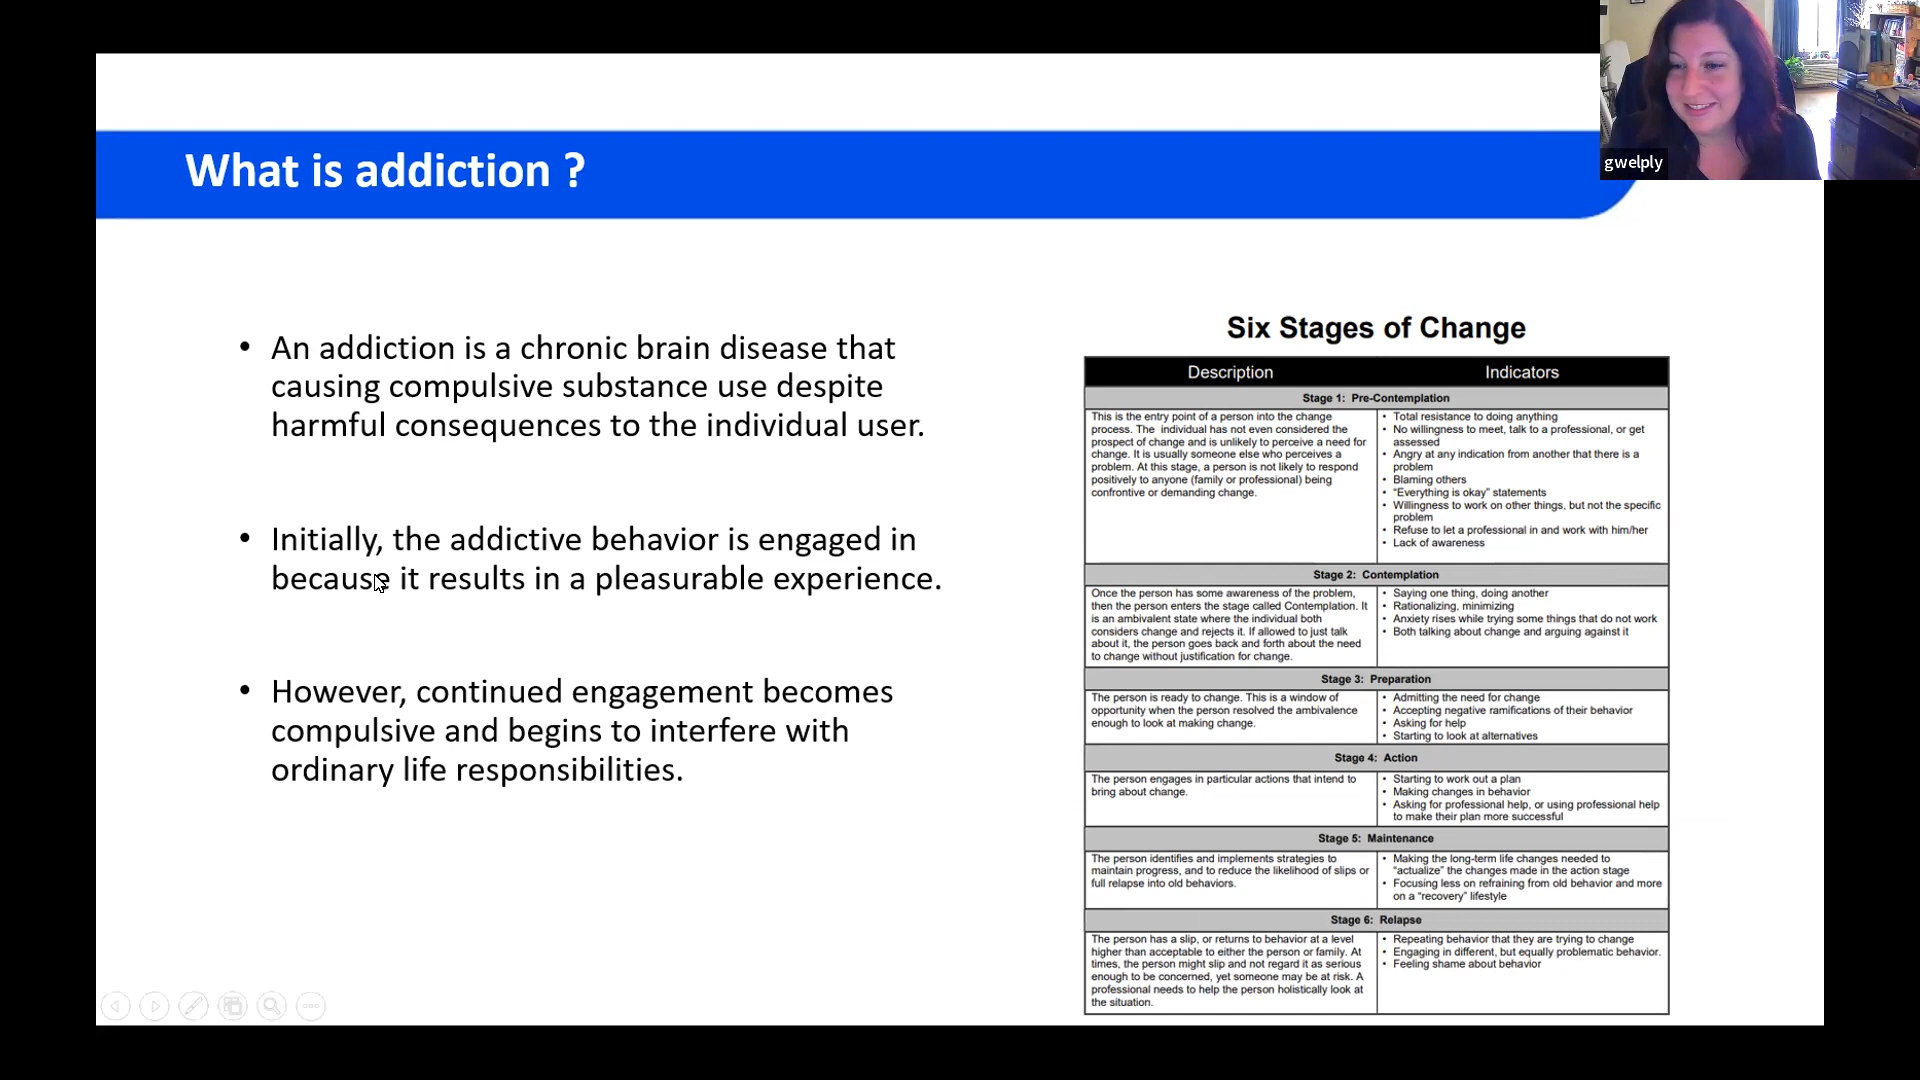 gwelply
What is addiction ?
• An addiction is a chronic brain disease that
causing compulsive substance use despite
harmful consequences to the individual user.
• Initially, the addictive behavior is engaged in
because it results in a pleasurable experience.
• However, continued engagement becomes
compulsive and begins to interfere with
ordinary life responsibilities.
Six Stages of Change
Description Indicators
Stage 1: Pre-Contemplation
This is the entry point of a person into the change
process. The individual has not even considered the
prospect of change and is unlikely to perceive a need for
change. It is usually someone else who perceives a
problem. At this stage, a person is not likely to respond
positively to anyone (family or professional) being
confrontive or demanding change.
• Total resistance to doing anything
• No willingness to meet, talk to a professional, or get
assessed
• Angry at any indication from another that there is a
problem
• Blaming others
• “Everything is okay” statements
• Willingness to work on other things, but not the specific
problem
• Refuse to let a professional in and work with him/her
• Lack of awareness
Stage 2: Contemplation
Once the person has some awareness of the problem,
then the person enters the stage called Contemplation. It
is an ambivalent state where the individual both
considers change and rejects it. If allowed to just talk
about it, the person goes back and forth about the need
to change without justification for change.
• Saying one thing, doing another
• Rationalizing, minimizing
• Anxiety rises while trying some things that do not work
• Both talking about change and arguing against it
Stage 3: Preparation
The person is ready to change. This is a window of
opportunity when the person resolved the ambivalence
enough to look at making change.
• Admitting the need for change
• Accepting negative ramifications of their behavior
• Asking for help
• Starting to look at alternatives
Stage 4: Action
The person engages in particular actions that intend to
bring about change.
• Starting to work out a plan
• Making changes in behavior
• Asking for professional help, or using professional help
to make their plan more successful
Stage 5: Maintenance
The person identifies and implements strategies to
maintain progress, and to reduce the likelihood of slips or
full relapse into old behaviors.
• Making the long-term life changes needed to
“actualize” the changes made in the action stage
• Focusing less on refraining from old behavior and more
on a “recovery” lifestyle
Stage 6: Relapse
The person has a slip, or returns to behavior at a level
higher than acceptable to either the person or family. At
times, the person might slip and not regard it as serious
enough to be concerned, yet someone may be at risk. A
professional needs to help the person holistically look at
the situation.
• Repeating behavior that they are trying to change
• Engaging in different, but equally problematic behavior.
• Feeling shame about behavior